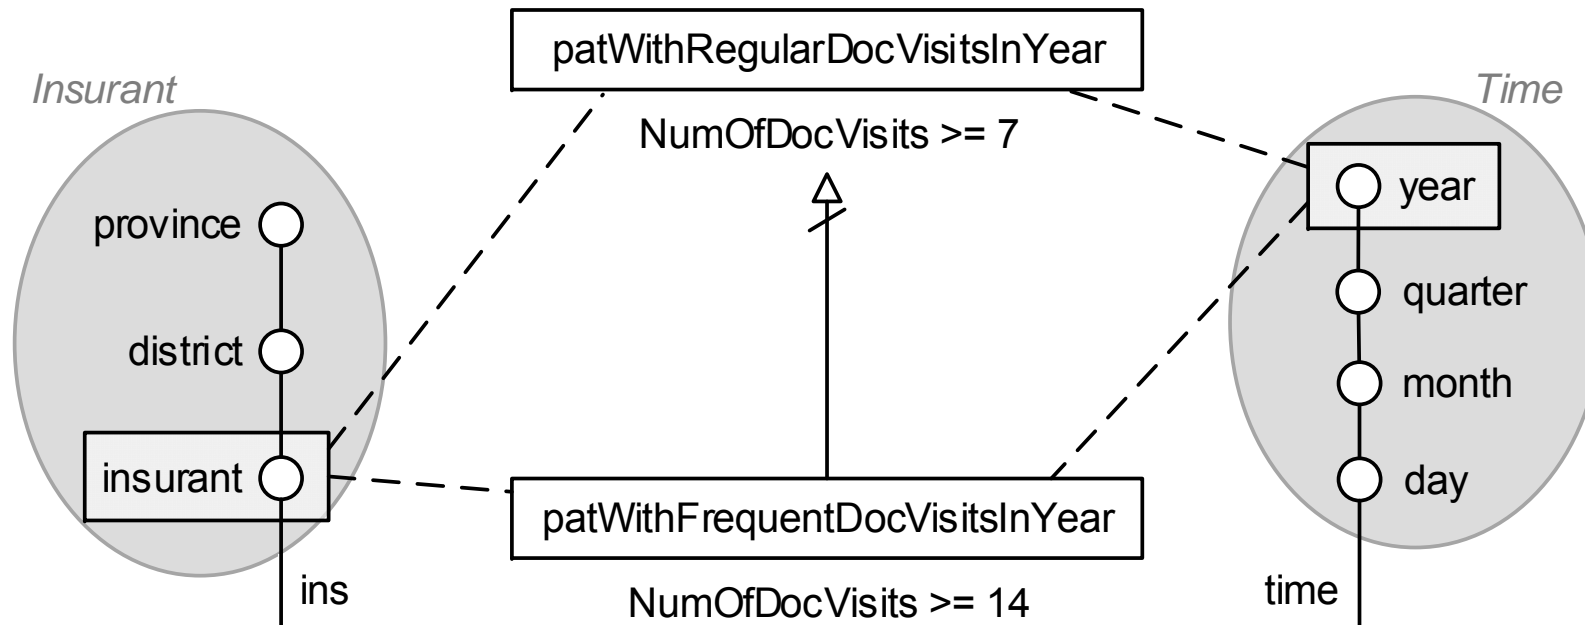 patWithRegularDocVisitsInYear
Insurant
Time
NumOfDocVisits >= 7
province
year
quarter
district
month
insurant
day
patWithFrequentDocVisitsInYear
ins
time
NumOfDocVisits >= 14